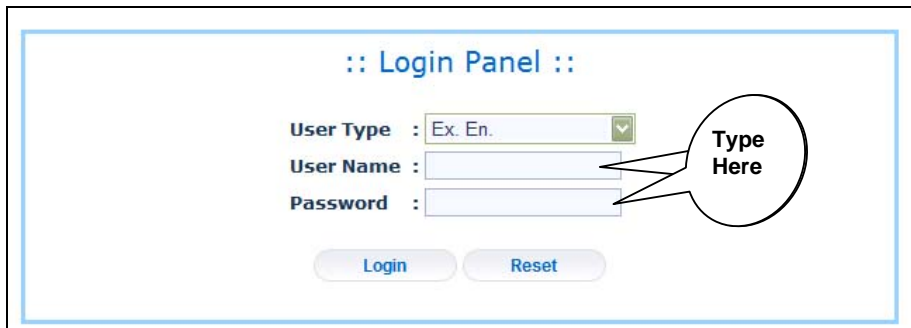 :: Login Panel ::
User Type : Ex. En.
User Name :
Password :
Type
Here
Login Reset